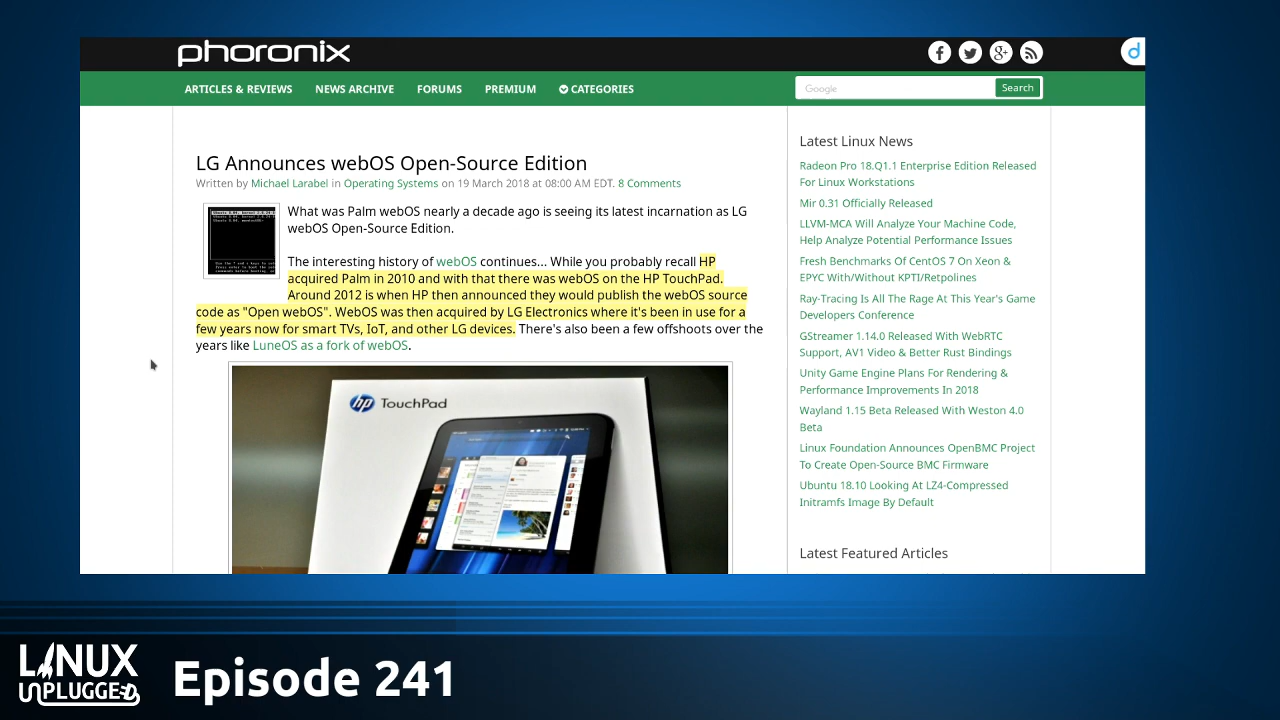 phoronix
ARTICLES & REVIEWS NEWS ARCHIVE FORUMS PREMIUM CATEGORIES
Google
Search
LG Announces webOS Open-Source Edition
Written by Michael Larabel in Operating Systems on 19 March 2018 at 08:00 AM EDT. 8 Comments
What was Palm webOS nearly a decade ago is seeing its latest incarnation as LG
webOS Open-Source Edition.
The interesting history of webOS continues... While you probably recall HP
acquired Palm in 2010 and with that there was webOS on the HP TouchPad.
Around 2012 is when HP then announced they would publish the webOS source
code as "Open webOS". WebOS was then acquired by LG Electronics where it's been in use for a
few years now for smart TVs, IoT, and other LG devices. There's also been a few offshoots over the
years like LuneOS as a fork of webOS.
hp TouchPad
Latest Linux News
Radeon Pro 18.Q1.1 Enterprise Edition Released
For Linux Workstations
Mir 0.31 Officially Released
LLVM-MCA Will Analyze Your Machine Code,
Help Analyze Potential Performance Issues
Fresh Benchmarks Of CentOS 7 On Xeon &
EPYC With/Without KPTI/Retpolines
Ray-Tracing Is All The Rage At This Year's Game
Developers Conference
GStreamer 1.14.0 Released With WebRTC
Support, AV1 Video & Better Rust Bindings
Unity Game Engine Plans For Rendering &
Performance Improvements In 2018
Wayland 1.15 Beta Released With Weston 4.0
Beta
Linux Foundation Announces OpenBMC Project
To Create Open-Source BMC Firmware
Ubuntu 18.10 Looking At LZ4-Compressed
Initramfs Image By Default
Latest Featured Articles
LINUX
UNPLUGGED
Episode 241